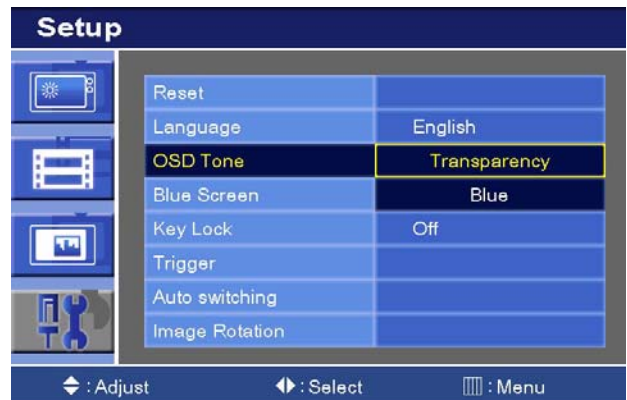 Setup
Reset
Language English
OSD Tone Transparency
Blue Screen Blue
Key Lock Off
Trigger
Auto switching
Image Rotation
: Adjust : Select : Menu